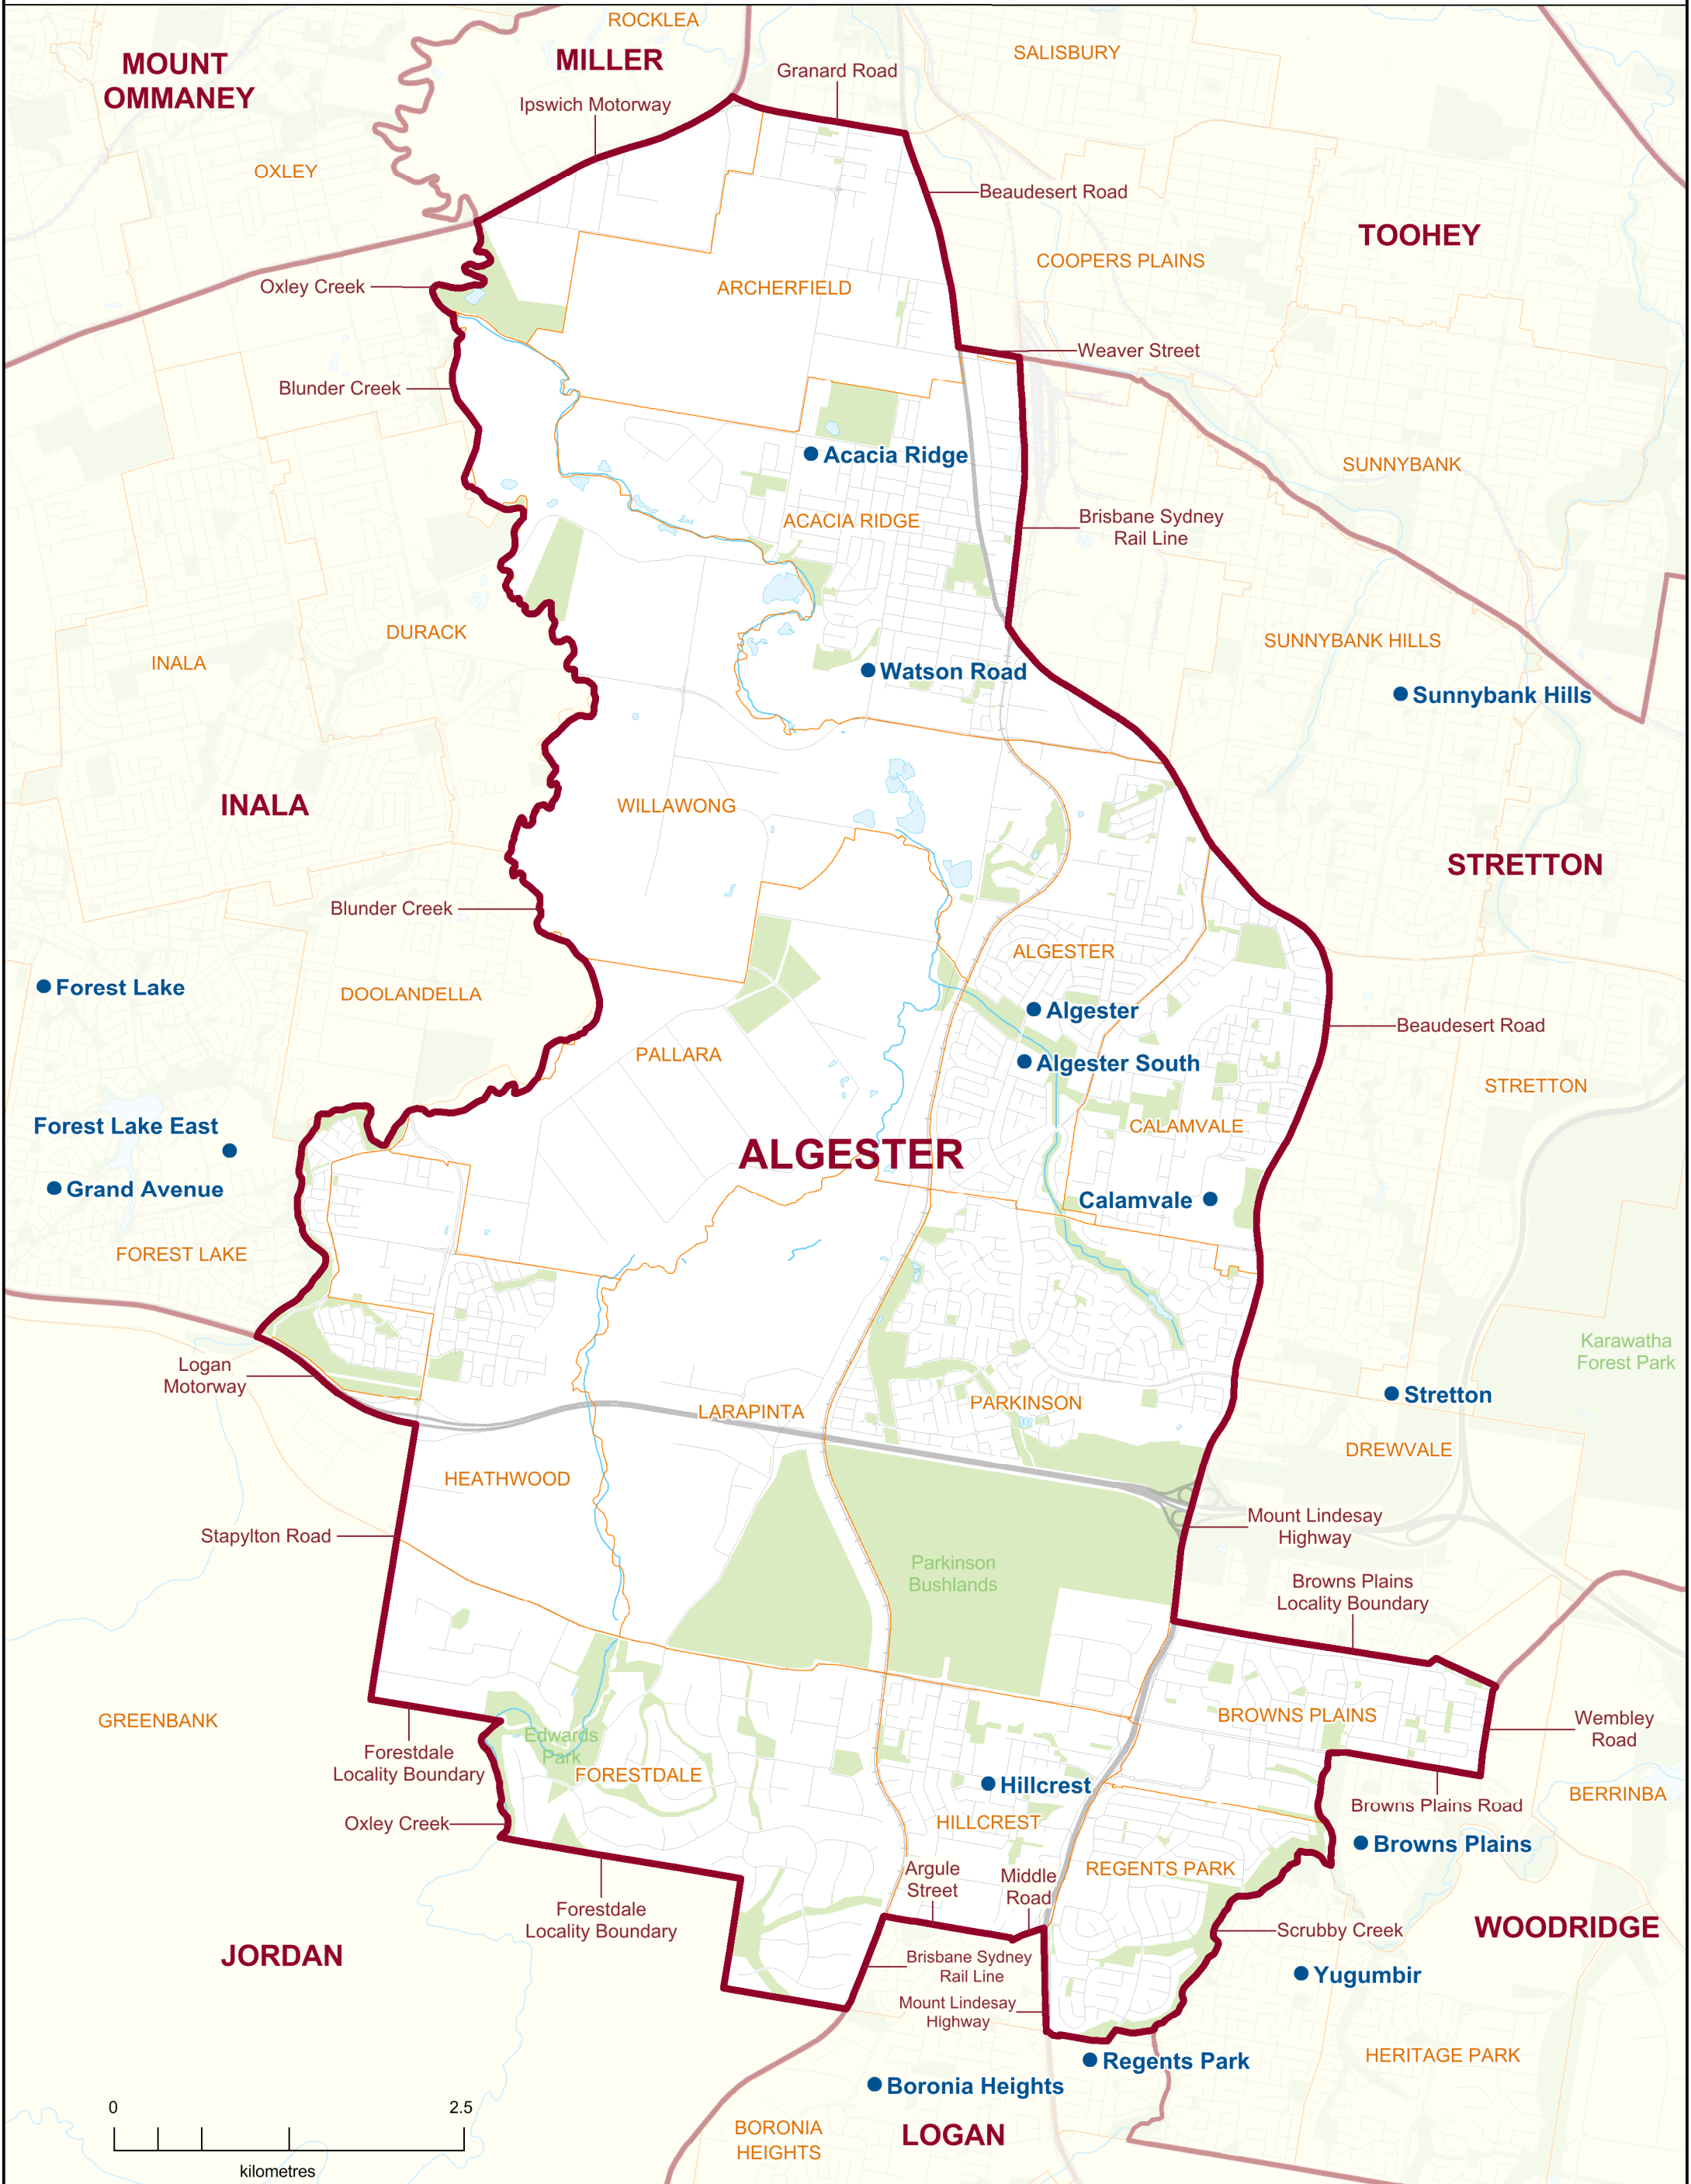 ROCKLEA
MOUNT
OMMANEY
MILLER
SALISBURY
Granard Road
Ipswich Motorway
OXLEY
Beaudesert Road
TOOHEY
COOPERS PLAINS
Oxley Creek
ARCHERFIELD
Weaver Street
Blunder Creek
Acacia Ridge
SUNNYBANK
ACACIA RIDGE
Brisbane Sydney
Rail Line
DURACK
SUNNYBANK HILLS
INALA
Watson Road
Sunnybank Hills
INALA
WILLAWONG
STRETTON
Blunder Creek
ALGESTER
Forest Lake
DOOLANDELLA
Algester
Beaudesert Road
PALLARA
Algester South
STRETTON
Forest Lake East
CALAMVALE
ALGESTER
Grand Avenue
Calamvale
FOREST LAKE
Karawatha
Forest Park
Logan
Motorway
Stretton
PARKINSON
LARAPINTA
DREWVALE
HEATHWOOD
Mount Lindesay
Highway
Stapylton Road
Parkinson
Bushlands
Browns Plains
Locality Boundary
GREENBANK
BROWNS PLAINS
Wembley
Road
Edwards
Park
Forestdale
Locality Boundary
FORESTDALE
Hillcrest
BERRINBA
Browns Plains Road
Oxley Creek
HILLCREST
Browns Plains
Argule
Street
Middle
Road
REGENTS PARK
Forestdale
Locality Boundary
Scrubby Creek
WOODRIDGE
JORDAN
Brisbane Sydney
Rail Line
Yugumbir
Mount Lindesay
Highway
HERITAGE PARK
Regents Park
Boronia Heights
0 2.5
kilometres
BORONIA
HEIGHTS
LOGAN